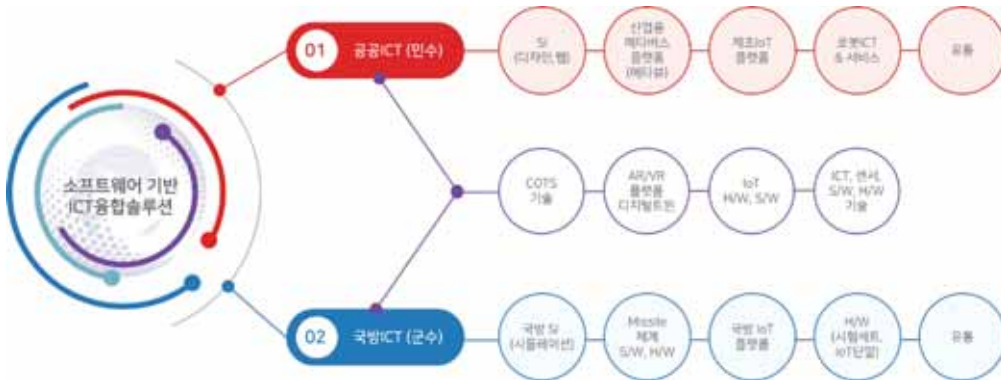 소프트웨어 기반
ICT융합솔루션
01 공공ICT (민수)
SI
(디자인,웹)
산업용
메타버스
플랫폼
(메타뷰)
제조IoT
플랫폼
로봇ICT
& 서비스
유통
COTS
기술
AR/VR
플랫폼
디지털트윈
IoT
H/W, S/W
ICT, 센서,
S/W, H/W
기술
02 국방ICT (군수)
국방 SI
(시뮬레이션)
Missile
체계
S/W, H/W
국방 IoT
플랫폼
H/W
(시험세트,
IoT단말)
유통